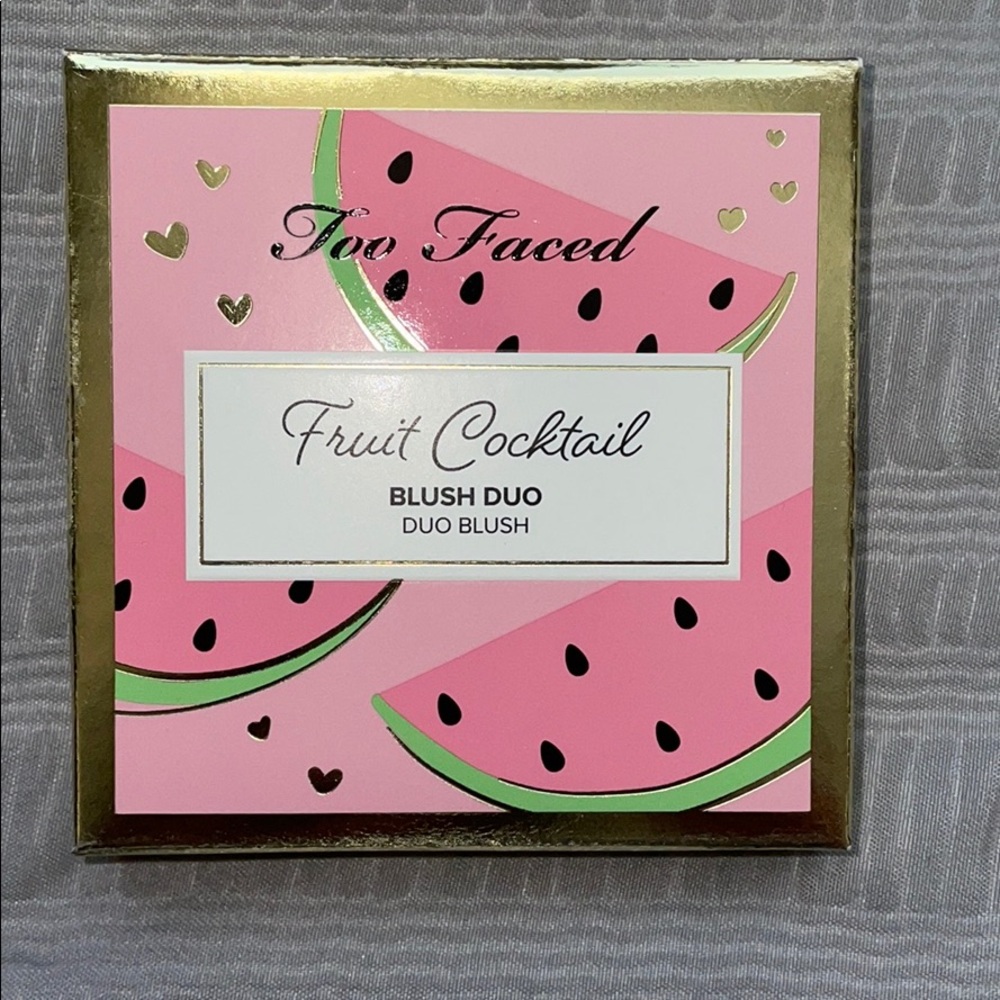 Too Faced
Fruit Cocktail
BLUSH DUO
DUO BLUSH